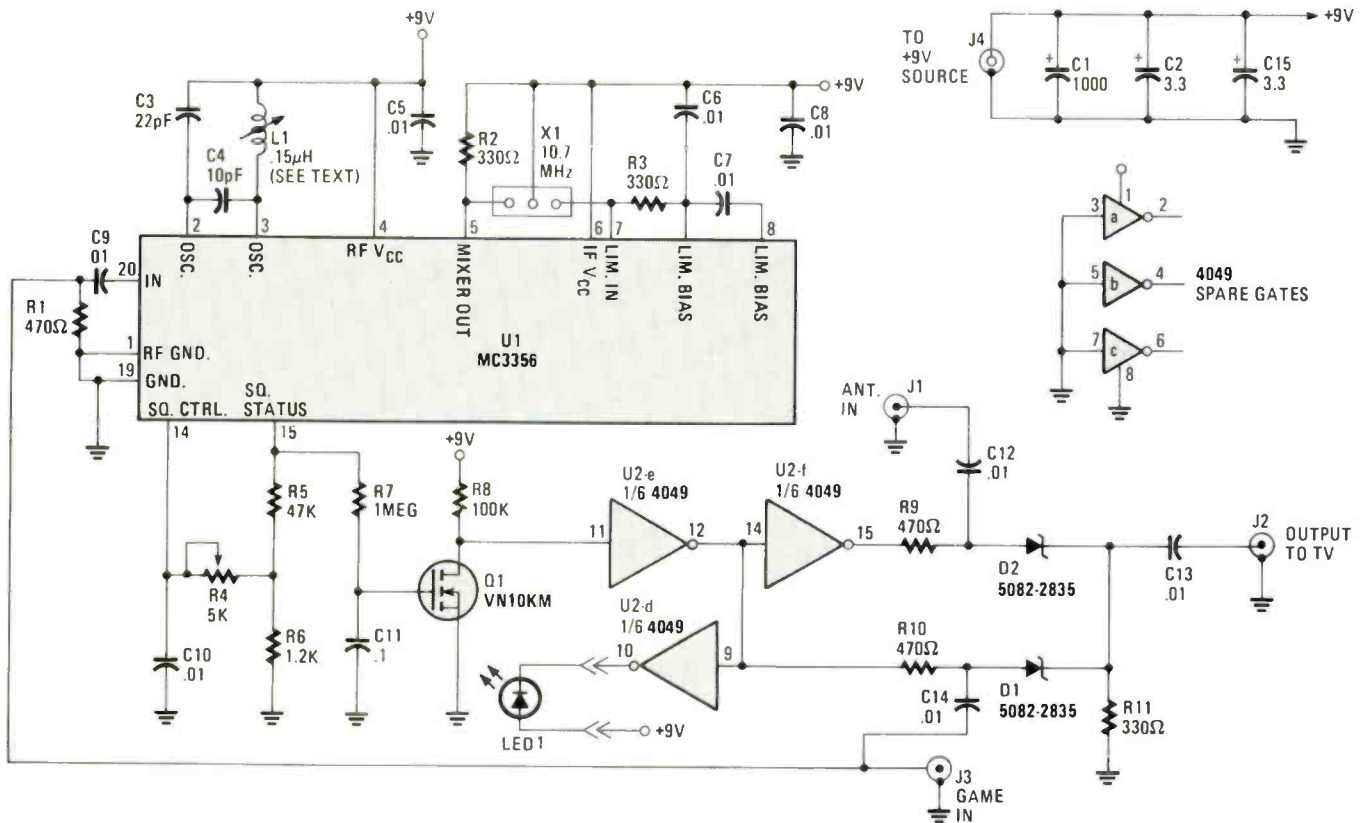 +9V
C3
22pF
L1
.15µH
(SEE TEXT)
C4
10pF
C5
.01
2
3
4
OSC.
OSC.
RF VCC
+9V
R2
330Ω
X1
10.7
MHz
R3
330Ω
C6
.01
C7
.01
C8
.01
5
6
7
8
MIXER OUT
IF VCC
LIM. IN
LIM. BIAS
LIM. BIAS
C9
01
R1
470Ω
20
IN
1
RF GND.
19
GND.
SQ. CTRL.
SQ.
STATUS
14
15
U1
MC3356
TO
+9V
SOURCE
J4
C1
1000
C2
3.3
C15
3.3
+9V
+
+
+
1
3
a
2
5
b
4
7
c
6
8
4049
SPARE GATES
R5
47K
R4
5K
R6
1.2K
C10
.01
R7
1MEG
C11
.1
+9V
R8
100K
Q1
VN10KM
U2-e
1/6 4049
11
12
U2-f
1/6 4049
14
15
U2-d
1/6 4049
10
9
LED1
+9V
ANT.
IN
J1
C12
.01
R9
470Ω
D2
5082-2835
C13
.01
J2
OUTPUT
TO TV
R10
470Ω
C14
.01
D1
5082-2835
R11
330Ω
J3
GAME
IN